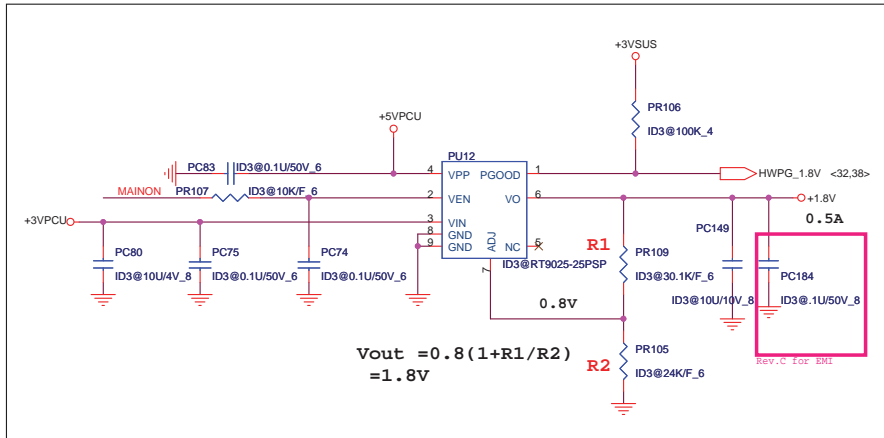 +3VSUS
PR106
ID3@100K_4
+5VPCU
PU12
PC83
ID3@0.1U/50V_6
4
VPP
PGOOD
1
HWPG_1.8V <32,38>
MAINON
PR107
ID3@10K/F_6
2
VEN
VO
6
+1.8V
+3VPCU
3
VIN
0.5A
8
GND
9
GND
ADJ
NC
5
PC149
R1
PC80
PC75
PC74
ID3@RT9025-25PSP
PR109
PC184
ID3@10U/4V_8
ID3@0.1U/50V_6
ID3@0.1U/50V_6
7
ID3@30.1K/F_6
ID3@10U/10V_8
ID3@.1U/50V_8
0.8V
Vout =0.8(1+R1/R2)
=1.8V
PR105
R2
ID3@24K/F_6
Rev.C for EMI